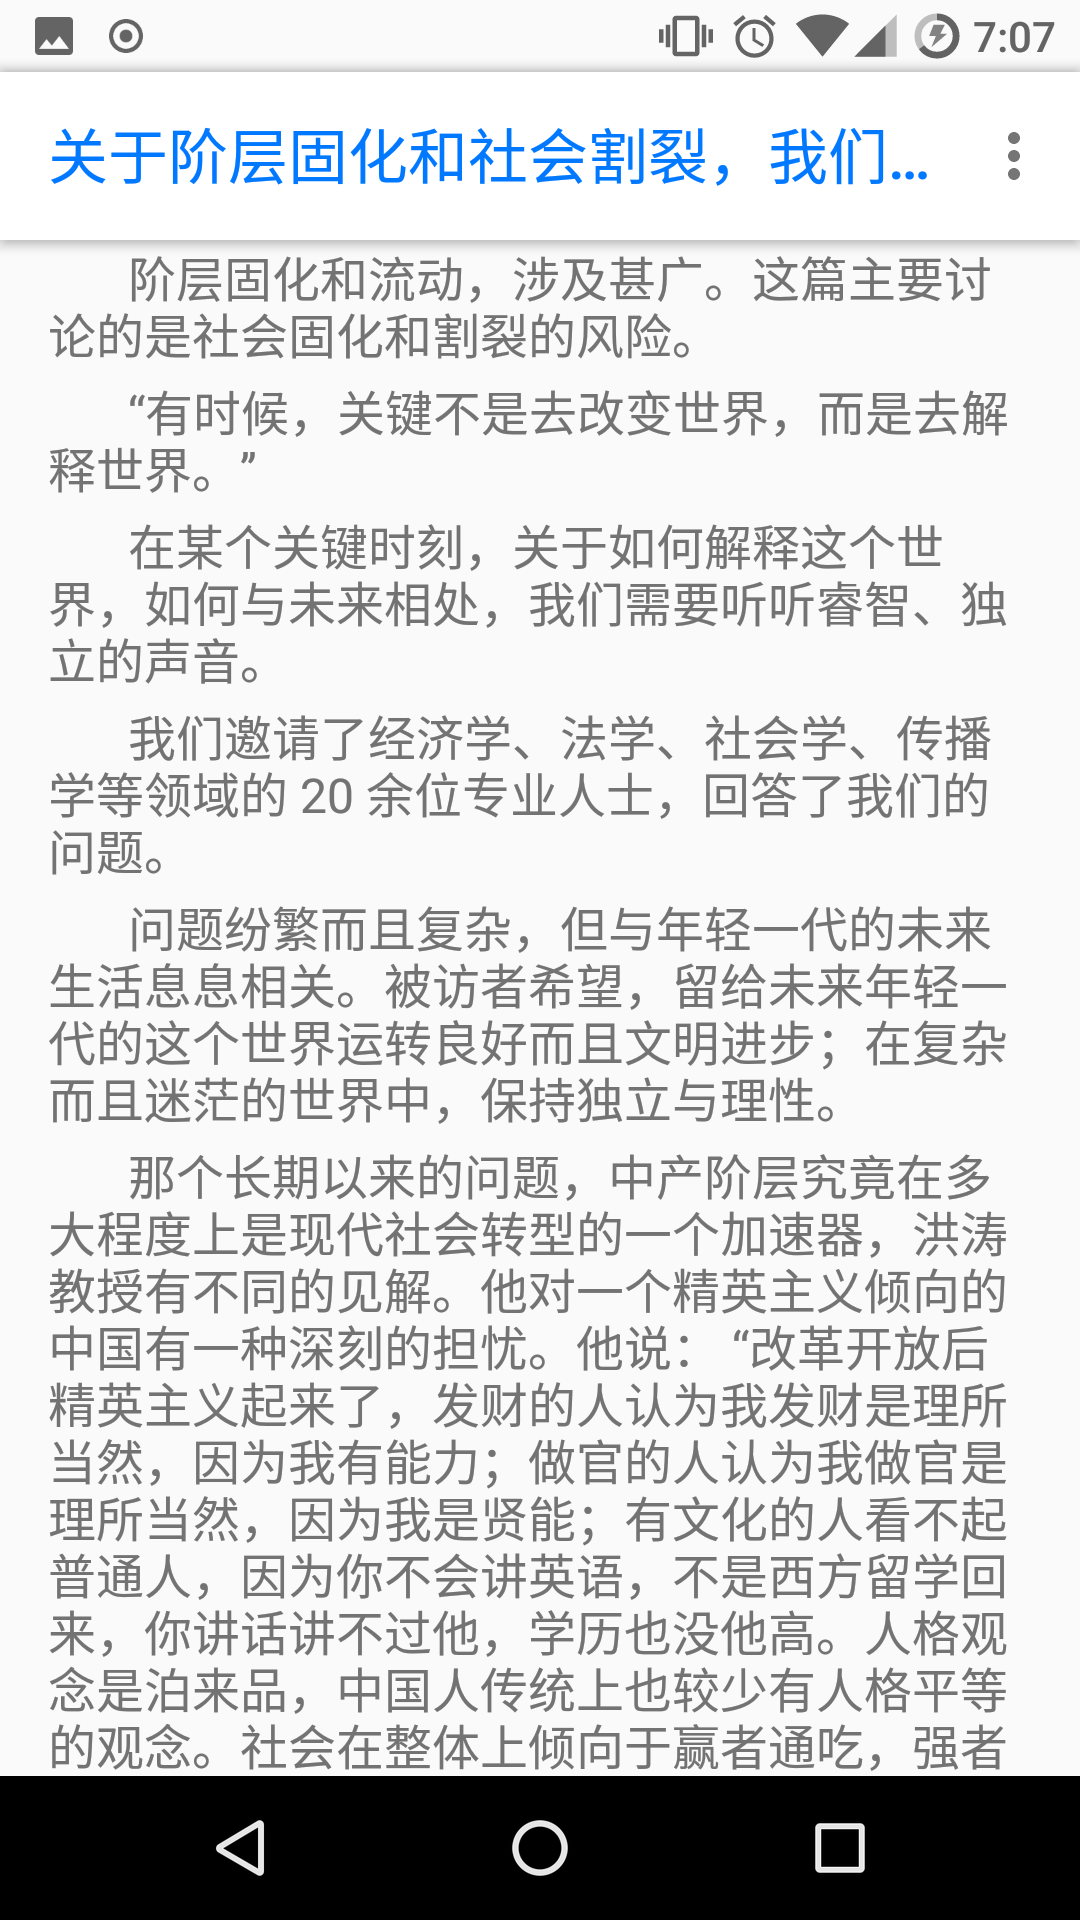 7:07
关于阶层固化和社会割裂，我们...
阶层固化和流动，涉及甚广。这篇主要讨
论的是社会固化和割裂的风险。
“有时候，关键不是去改变世界，而是去解
释世界。”
在某个关键时刻，关于如何解释这个世
界，如何与未来相处，我们需要听听睿智、独
立的声音。
我们邀请了经济学、法学、社会学、传播
学等领域的 20 余位专业人士，回答了我们的
问题。
问题纷繁而且复杂，但与年轻一代的未来
生活息息相关。被访者希望，留给未来年轻一
代的这个世界运转良好而且文明进步；在复杂
而且迷茫的世界中，保持独立与理性。
那个长期以来的问题，中产阶层究竟在多
大程度上是现代社会转型的一个加速器，洪涛
教授有不同的见解。他对一个精英主义倾向的
中国有一种深刻的担忧。他说： “改革开放后
精英主义起来了，发财的人认为我发财是理所
当然，因为我有能力；做官的人认为我做官是
理所当然，因为我是贤能；有文化的人看不起
普通人，因为你不会讲英语，不是西方留学回
来，你讲话讲不过他，学历也没他高。人格观
念是泊来品，中国人传统上也较少有人格平等
的观念。社会在整体上倾向于赢者通吃，强者